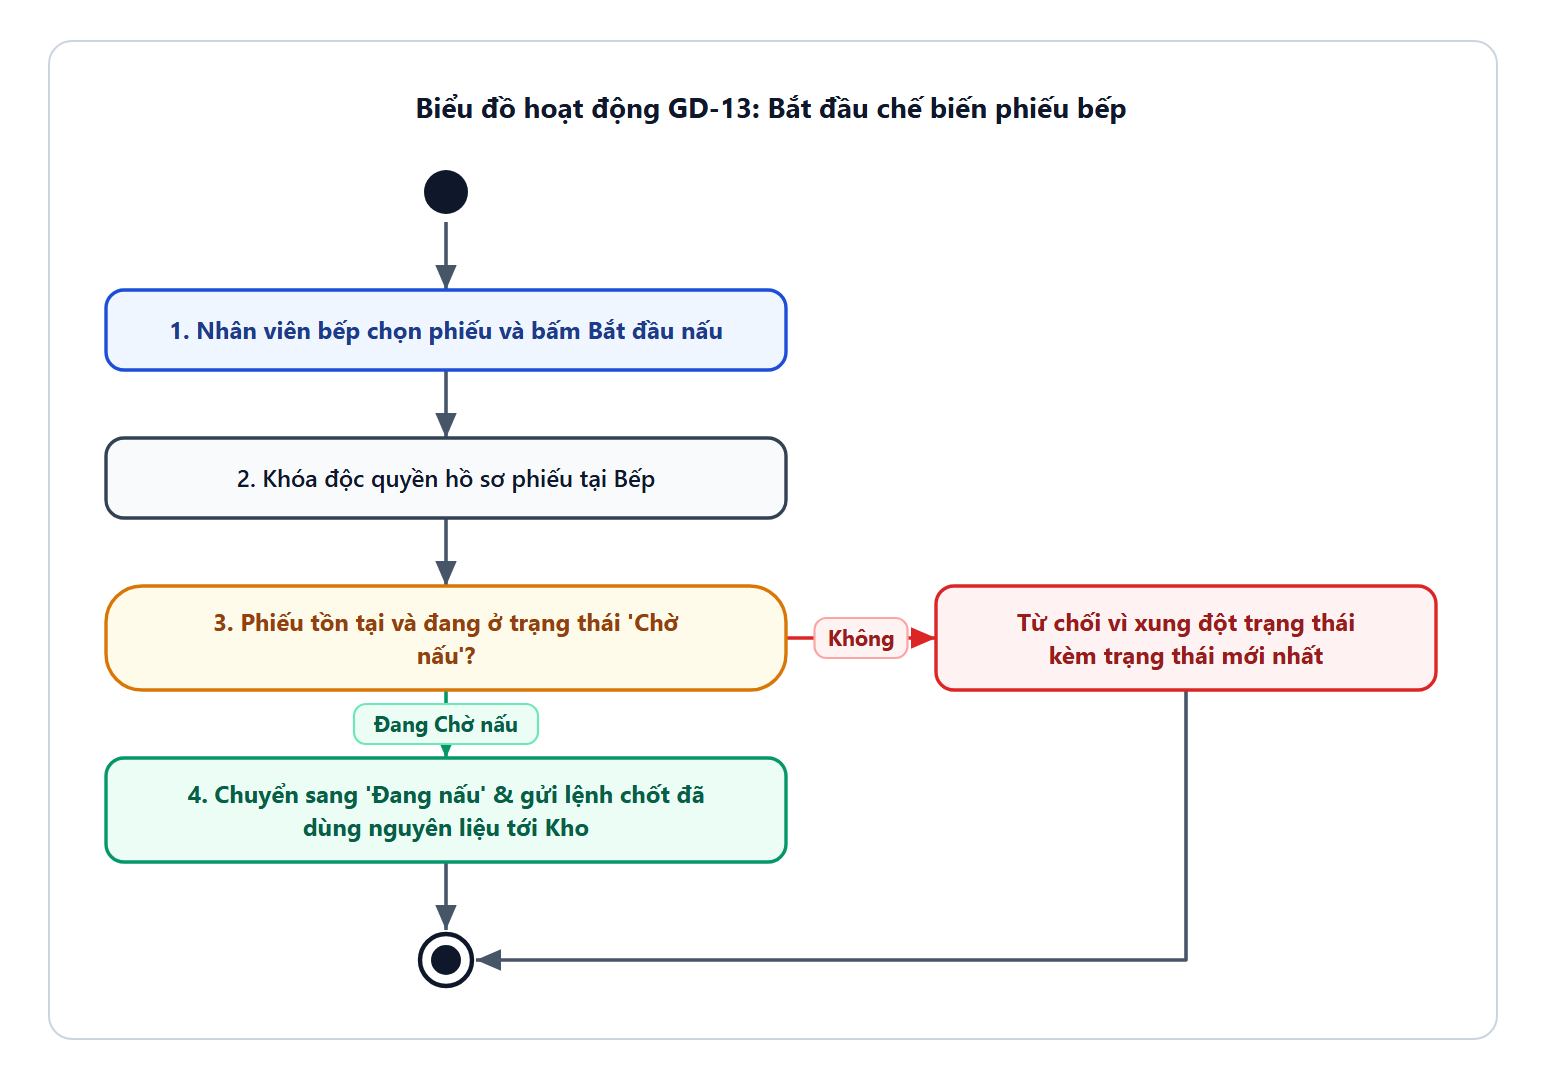 Biểu đồ hoạt động GD-13: Bắt đầu chế biến phiếu bếp
1. Nhân viên bếp chọn phiếu và bấm Bắt đầu nấu
2. Khóa độc quyền hồ sơ phiếu tại Bếp
3. Phiếu tồn tại và đang ở trạng thái 'Chờ
nấu'?
Không
Từ chối vì xung đột trạng thái
kèm trạng thái mới nhất
Đang Chờ nấu
4. Chuyển sang 'Đang nấu' & gửi lệnh chốt đã
dùng nguyên liệu tới Kho